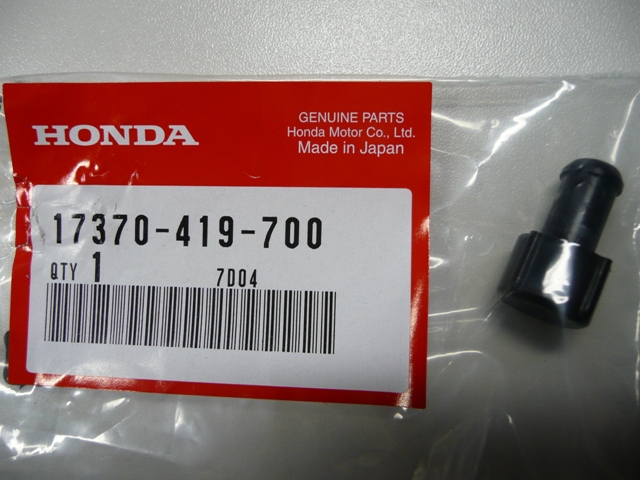 HONDA
GENUINE PARTS
Honda Motor Co., Ltd.
Made in Japan
17370-419-700
QTY 1 7D04